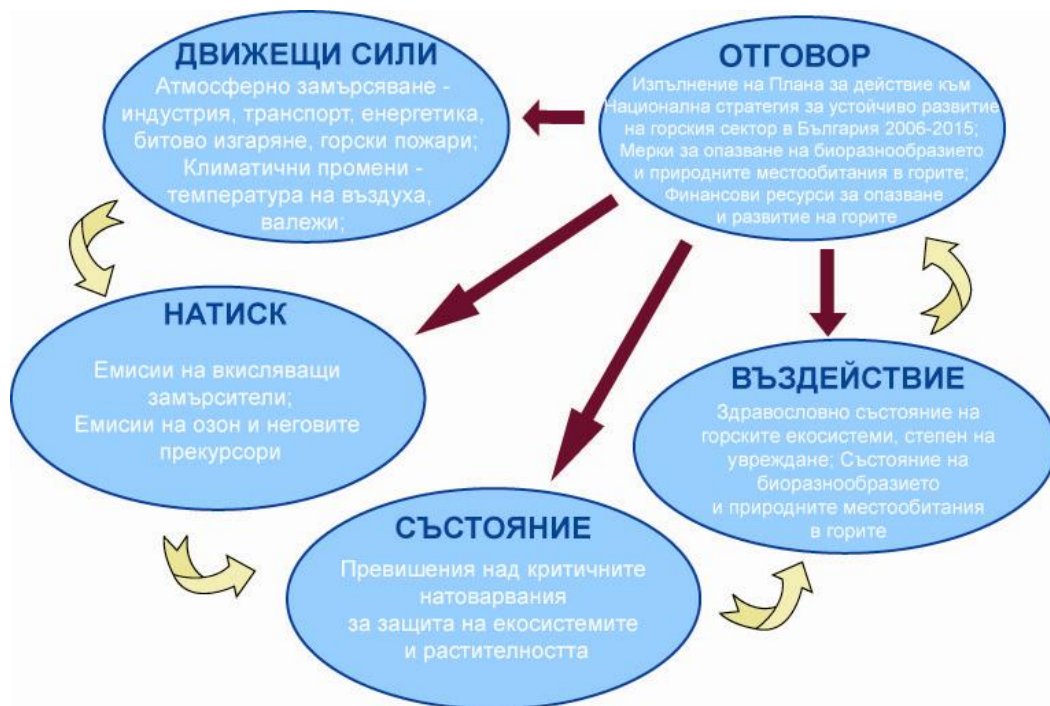 ДВИЖЕЩИ СИЛИ
Атмосферно замърсяване -
индустрия, транспорт, енергетика,
битово изгаряне, горски пожари;
Климатични промени -
температура на въздуха,
валежи;
ОТГОВОР
Изпълнение на Плана за действие към
Национална стратегия за устойчиво развитие
на горския сектор в България 2006-2015;
Мерки за опазване на биоразнообразието
и природните местообитания в горите;
Финансови ресурси за опазване
и развитие на горите
НАТИСК
Емисии на вкисляващи
замърсители;
Емисии на озон и неговите
прекурсори
ВЪЗДЕЙСТВИЕ
Здравословно състояние на
горските екосистеми, степен на
увреждане; Състояние на
биоразнообразието
и природните местообитания
в горите
СЪСТОЯНИЕ
Превишения над критичните
натоварвания
за защита на екосистемите
и растителността